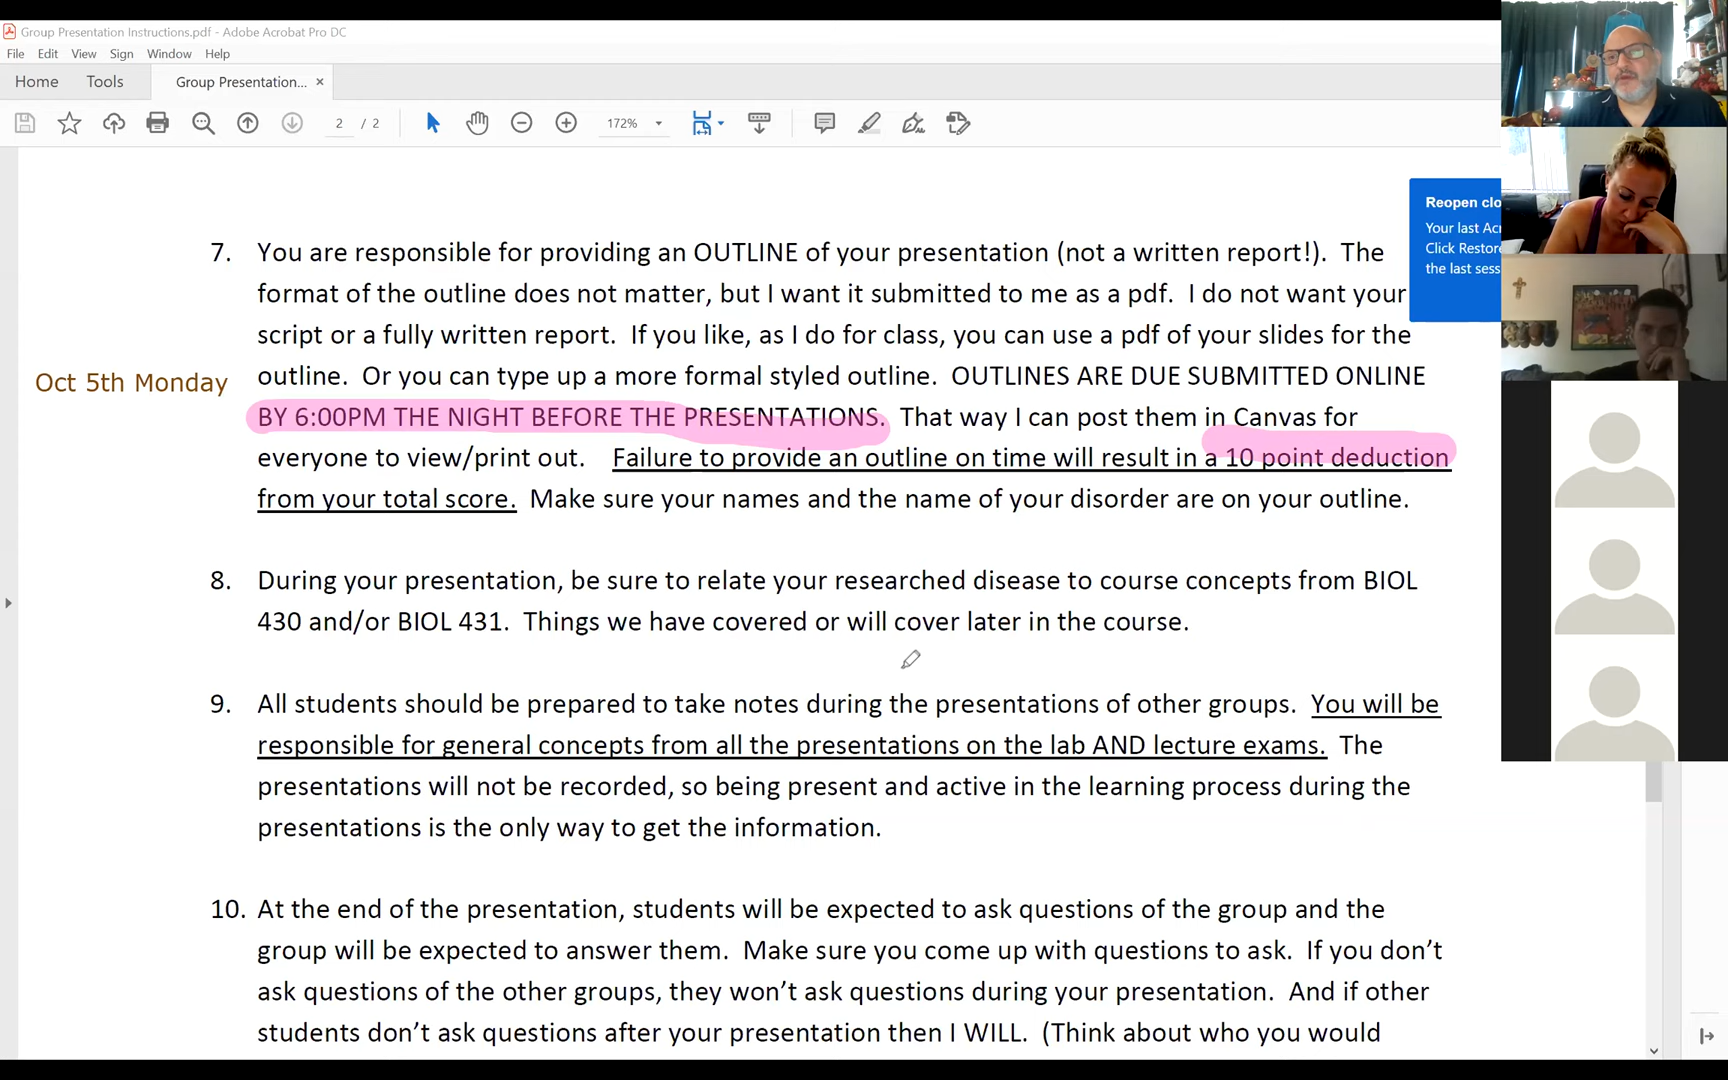 Group Presentation Instructions.pdf - Adobe Acrobat Pro DC
File Edit View Sign Window Help
Home Tools Group Presentation... ×
2 / 2 172%
Reopen clo
Your last Acr
Click Restore
the last sess
7. You are responsible for providing an OUTLINE of your presentation (not a written report!). The
format of the outline does not matter, but I want it submitted to me as a pdf. I do not want your
script or a fully written report. If you like, as I do for class, you can use a pdf of your slides for the
Oct 5th Monday
outline. Or you can type up a more formal styled outline. OUTLINES ARE DUE SUBMITTED ONLINE
BY 6:00PM THE NIGHT BEFORE THE PRESENTATIONS. That way I can post them in Canvas for
everyone to view/print out. Failure to provide an outline on time will result in a 10 point deduction
from your total score. Make sure your names and the name of your disorder are on your outline.
8. During your presentation, be sure to relate your researched disease to course concepts from BIOL
430 and/or BIOL 431. Things we have covered or will cover later in the course.
9. All students should be prepared to take notes during the presentations of other groups. You will be
responsible for general concepts from all the presentations on the lab AND lecture exams. The
presentations will not be recorded, so being present and active in the learning process during the
presentations is the only way to get the information.
10. At the end of the presentation, students will be expected to ask questions of the group and the
group will be expected to answer them. Make sure you come up with questions to ask. If you don’t
ask questions of the other groups, they won’t ask questions during your presentation. And if other
students don’t ask questions after your presentation then I WILL. (Think about who you would